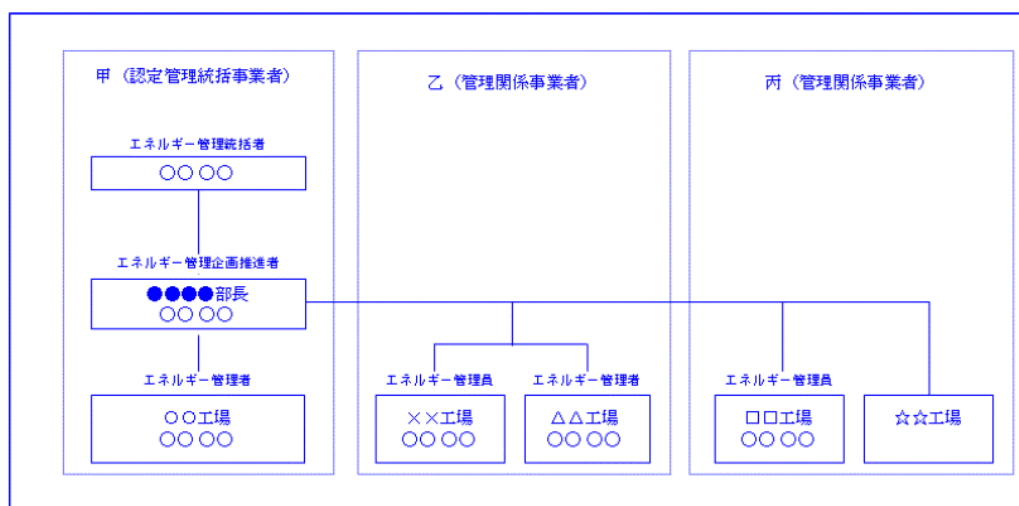 甲（認定管理統括事業者）
エネルギー管理統括者
○○ ○○
エネルギー管理企画推進者
●●●●部長
○○ ○○
エネルギー管理者
○○工場
○○ ○○
乙（管理関係事業者）
エネルギー管理員
××工場
○○ ○○
エネルギー管理者
△△工場
○○ ○○
丙（管理関係事業者）
エネルギー管理員
□□工場
○○ ○○
☆☆工場